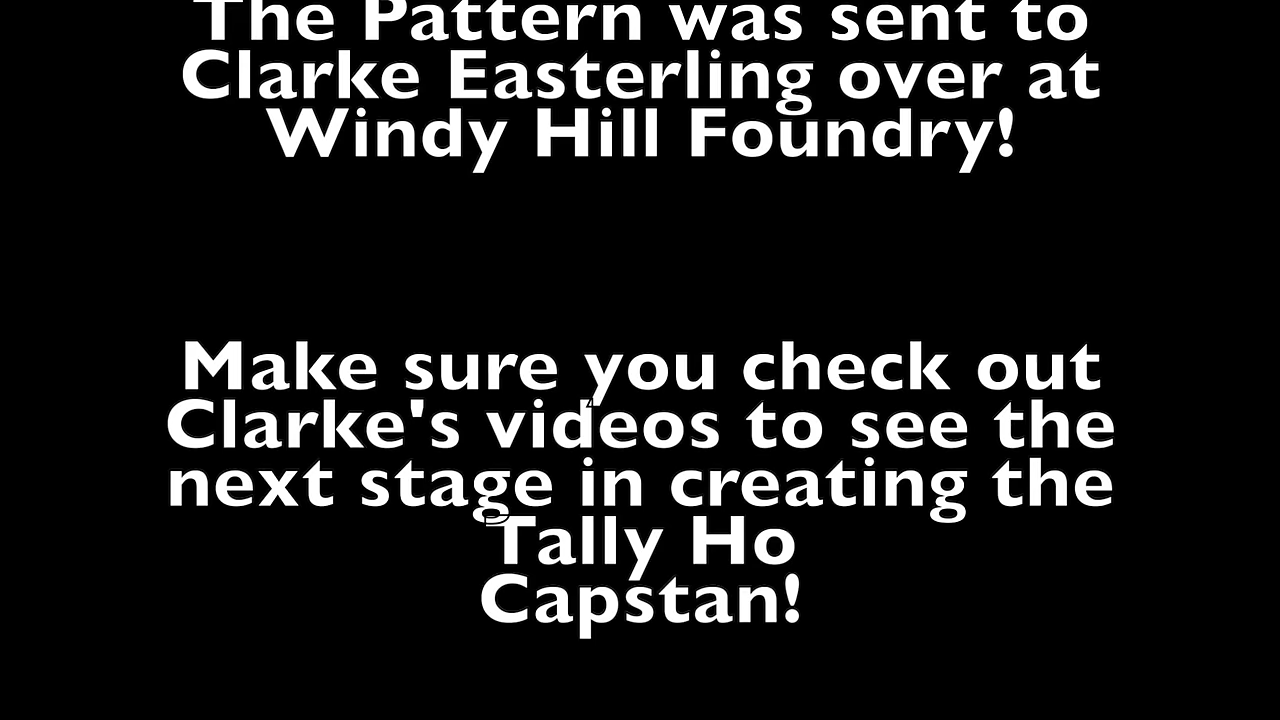 The Pattern was sent to
Clarke Easterling over at
Windy Hill Foundry!
Make sure you check out
Clarke's videos to see the
next stage in creating the
Tally Ho
Capstan!